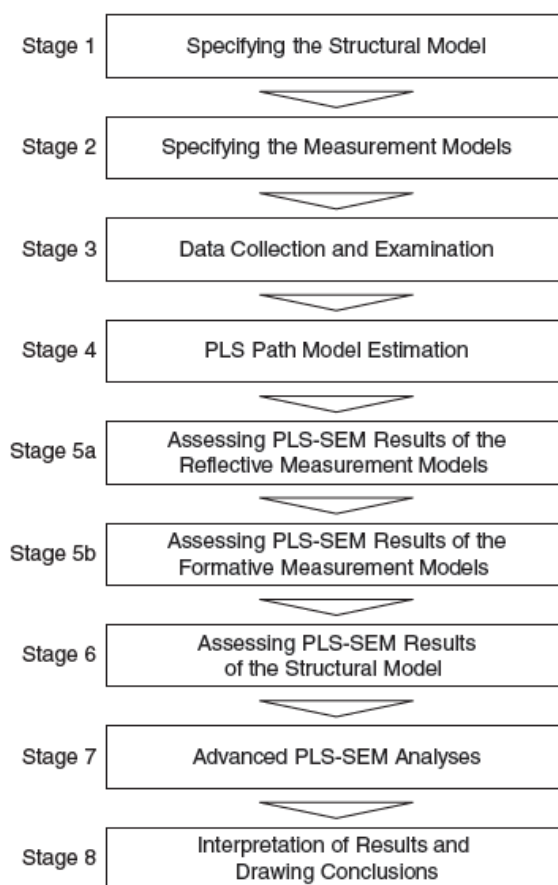 Stage 1
Specifying the Structural Model
Stage 2
Specifying the Measurement Models
Stage 3
Data Collection and Examination
Stage 4
PLS Path Model Estimation
Stage 5a
Assessing PLS-SEM Results of the
Reflective Measurement Models
Stage 5b
Assessing PLS-SEM Results of the
Formative Measurement Models
Stage 6
Assessing PLS-SEM Results
of the Structural Model
Stage 7
Advanced PLS-SEM Analyses
Stage 8
Interpretation of Results and
Drawing Conclusions